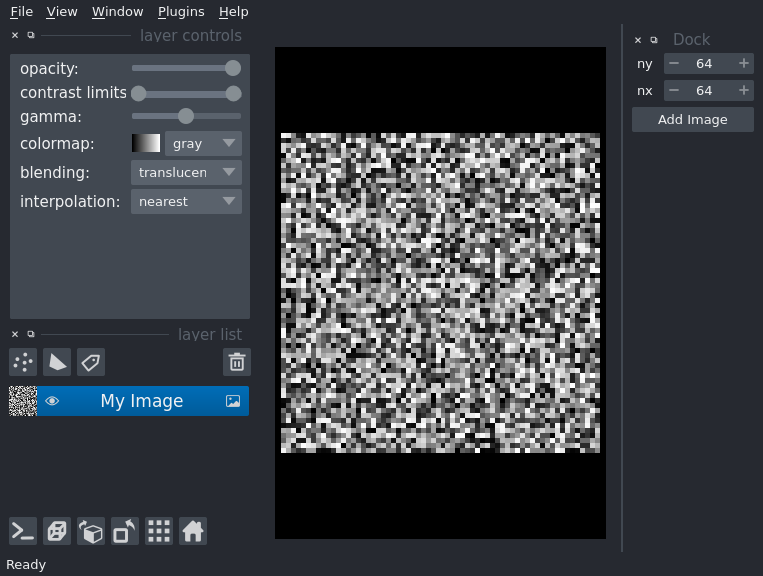 File View Window Plugins Help
layer controls
opacity:
contrast limits
gamma:
colormap: gray
blending: translucen
interpolation: nearest
layer list
My Image
Ready
Dock
ny 64
nx 64
Add Image